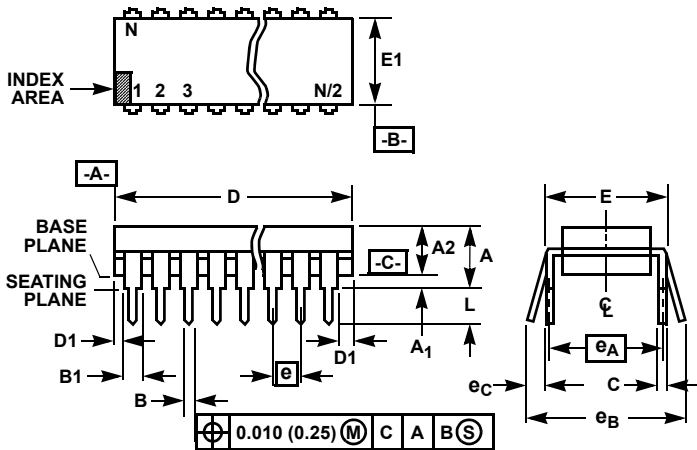 N
INDEX
AREA
1 2 3 N/2
E1
-B-
-A-
D
E
BASE
PLANE
A2
A
-C-
SEATING
PLANE
L
℄
D1
A1
D1
eA
B1
e
eC
C
B
eB
⌖ 0.010 (0.25) Ⓜ C A B Ⓢ